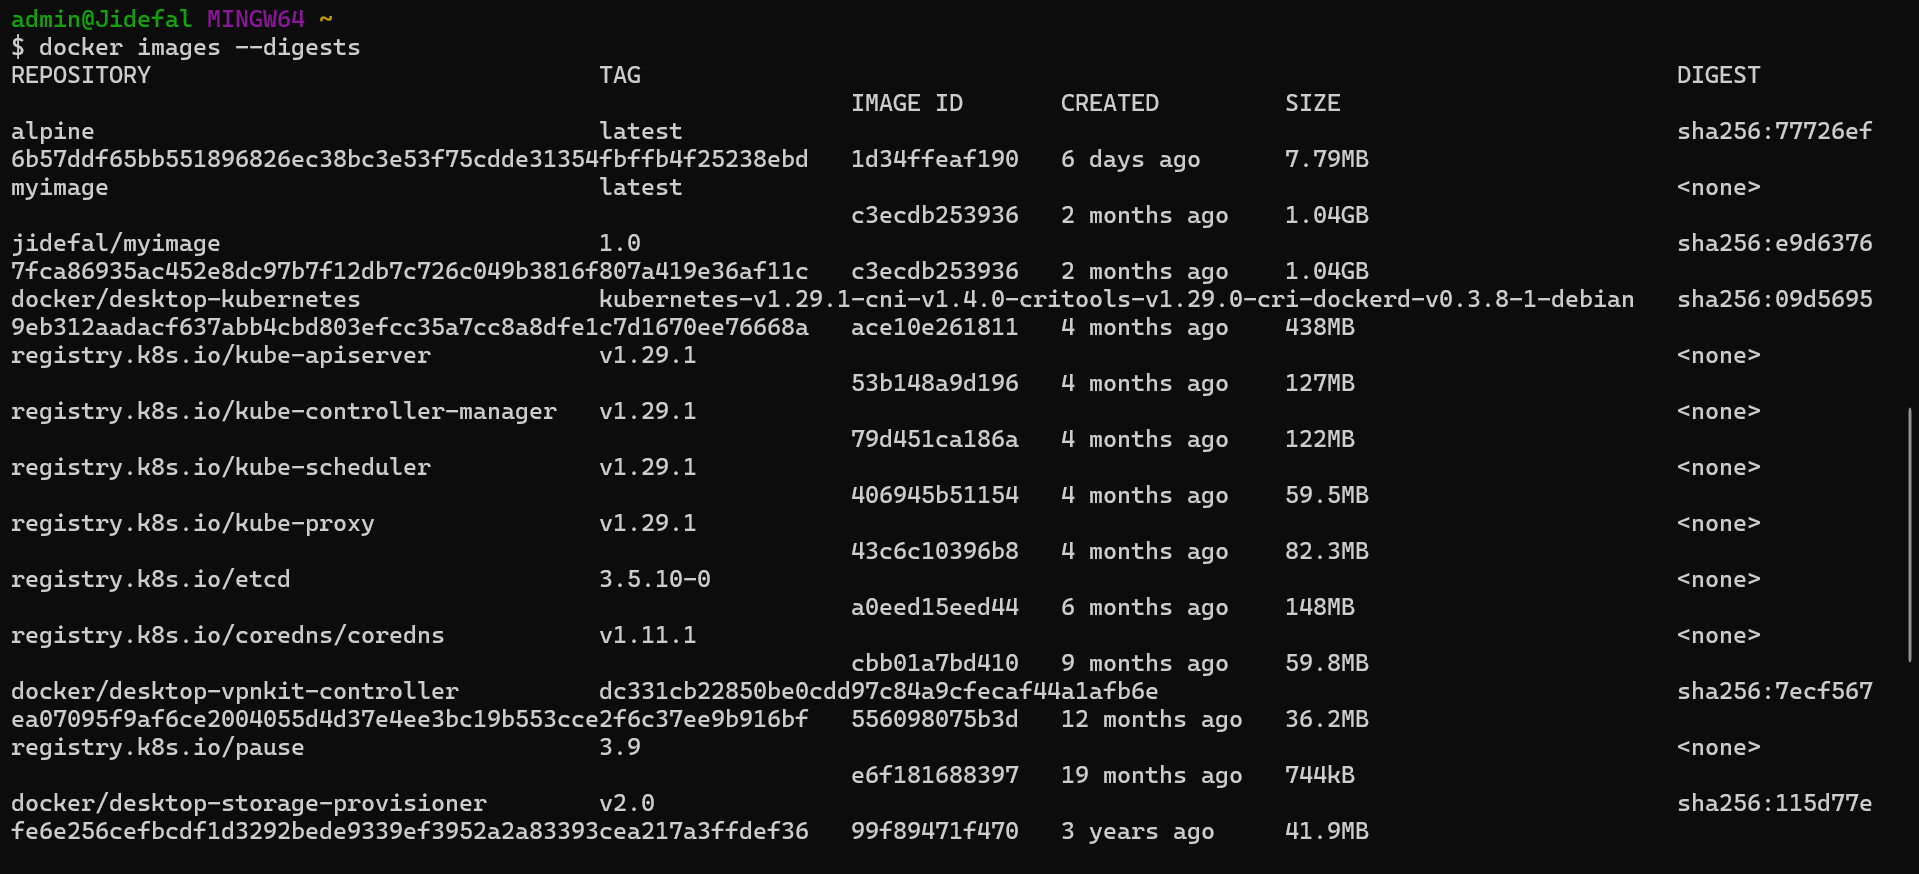 admin@Jidefal MINGW64 ~
$ docker images --digests
REPOSITORY TAG DIGEST
IMAGE ID CREATED SIZE
alpine latest sha256:77726ef
6b57ddf65bb551896826ec38bc3e53f75cdde31354fbffb4f25238ebd 1d34ffeaf190 6 days ago 7.79MB
myimage latest <none>
c3ecdb253936 2 months ago 1.04GB
jidefal/myimage 1.0 sha256:e9d6376
7fca86935ac452e8dc97b7f12db7c726c049b3816f807a419e36af11c c3ecdb253936 2 months ago 1.04GB
docker/desktop-kubernetes kubernetes-v1.29.1-cni-v1.4.0-critools-v1.29.0-cri-dockerd-v0.3.8-1-debian sha256:09d5695
9eb312aadacf637abb4cbd803efcc35a7cc8a8dfe1c7d1670ee76668a ace10e261811 4 months ago 438MB
registry.k8s.io/kube-apiserver v1.29.1 <none>
53b148a9d196 4 months ago 127MB
registry.k8s.io/kube-controller-manager v1.29.1 <none>
79d451ca186a 4 months ago 122MB
registry.k8s.io/kube-scheduler v1.29.1 <none>
406945b51154 4 months ago 59.5MB
registry.k8s.io/kube-proxy v1.29.1 <none>
43c6c10396b8 4 months ago 82.3MB
registry.k8s.io/etcd 3.5.10-0 <none>
a0eed15eed44 6 months ago 148MB
registry.k8s.io/coredns/coredns v1.11.1 <none>
cbb01a7bd410 9 months ago 59.8MB
docker/desktop-vpnkit-controller dc331cb22850be0cdd97c84a9cfecaf44a1afb6e sha256:7ecf567
ea07095f9af6ce2004055d4d37e4ee3bc19b553cce2f6c37ee9b916bf 556098075b3d 12 months ago 36.2MB
registry.k8s.io/pause 3.9 <none>
e6f181688397 19 months ago 744kB
docker/desktop-storage-provisioner v2.0 sha256:115d77e
fe6e256cefbcdf1d3292bede9339ef3952a2a83393cea217a3ffdef36 99f89471f470 3 years ago 41.9MB